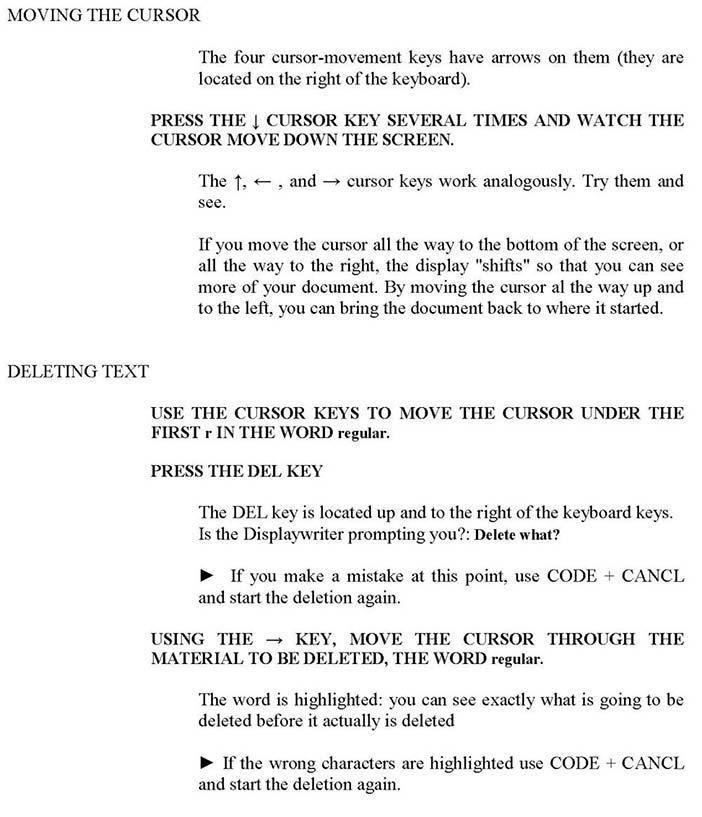 MOVING THE CURSOR
The four cursor-movement keys have arrows on them (they are
located on the right of the keyboard).
PRESS THE ↓ CURSOR KEY SEVERAL TIMES AND WATCH THE
CURSOR MOVE DOWN THE SCREEN.
The ↑, ← , and → cursor keys work analogously. Try them and
see.
If you move the cursor all the way to the bottom of the screen, or
all the way to the right, the display "shifts" so that you can see
more of your document. By moving the cursor al the way up and
to the left, you can bring the document back to where it started.
DELETING TEXT
USE THE CURSOR KEYS TO MOVE THE CURSOR UNDER THE
FIRST r IN THE WORD regular.
PRESS THE DEL KEY
The DEL key is located up and to the right of the keyboard keys.
Is the Displaywriter prompting you?: Delete what?
► If you make a mistake at this point, use CODE + CANCL
and start the deletion again.
USING THE → KEY, MOVE THE CURSOR THROUGH THE
MATERIAL TO BE DELETED, THE WORD regular.
The word is highlighted: you can see exactly what is going to be
deleted before it actually is deleted
► If the wrong characters are highlighted use CODE + CANCL
and start the deletion again.